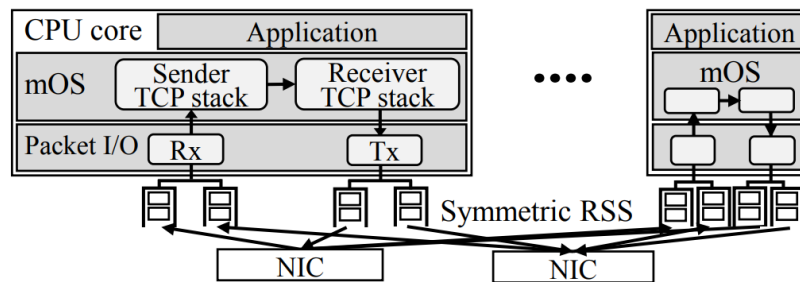 CPU core
Application
mOS
Sender
TCP stack
Receiver
TCP stack
Packet I/O
Rx
Tx
Application
mOS
Symmetric RSS
NIC
NIC